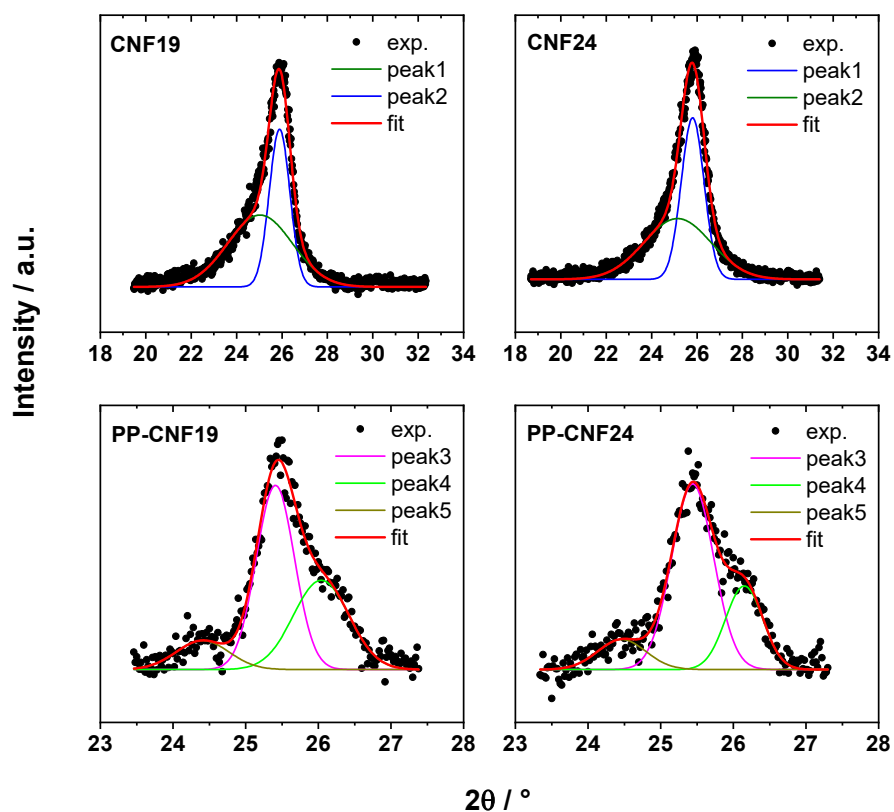 CNF19
exp.
peak1
peak2
fit
18 20 22 24 26 28 30 32 34
CNF24
exp.
peak1
peak2
fit
18 20 22 24 26 28 30 32 34
Intensity / a.u.
PP-CNF19
exp.
peak3
peak4
peak5
fit
23 24 25 26 27 28
PP-CNF24
exp.
peak3
peak4
peak5
fit
23 24 25 26 27 28
2θ / °